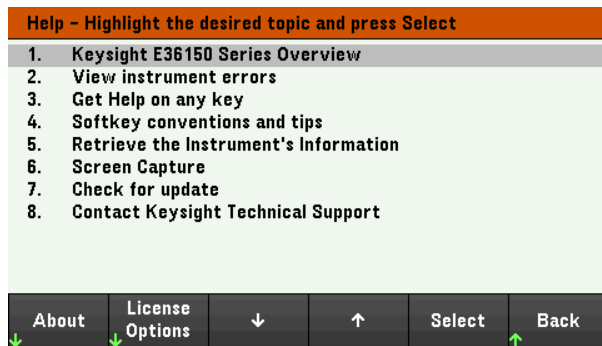 Help - Highlight the desired topic and press Select
1. Keysight E36150 Series Overview
2. View instrument errors
3. Get Help on any key
4. Softkey conventions and tips
5. Retrieve the Instrument's Information
6. Screen Capture
7. Check for update
8. Contact Keysight Technical Support
About
License
Options
↓
↑
Select
Back